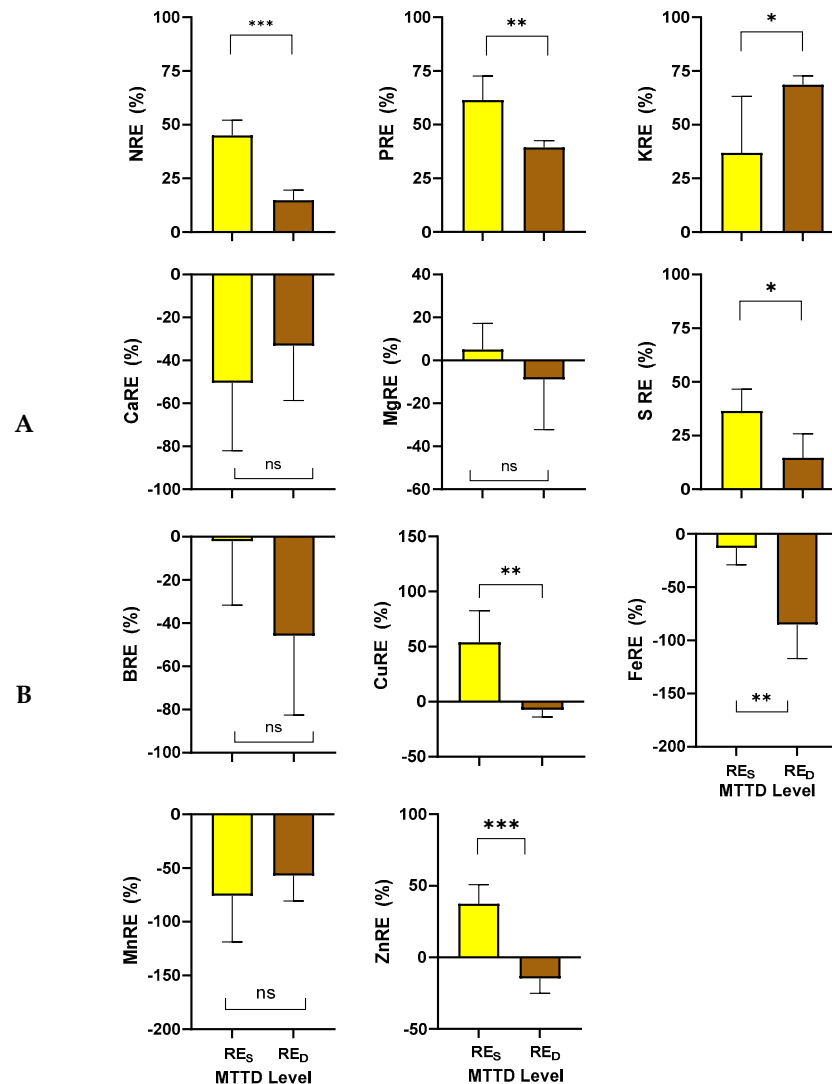 A
NRE (%)
100
75
50
25
0
***
PRE (%)
100
75
50
25
0
**
KRE (%)
100
75
50
25
0
*
CaRE (%)
0
-20
-40
-60
-80
-100
ns
MgRE (%)
40
20
0
-20
-40
-60
ns
S RE (%)
100
75
50
25
0
*
B
BRE (%)
0
-20
-40
-60
-80
-100
ns
CuRE (%)
150
100
50
0
-50
**
FeRE (%)
0
-50
-100
-150
-200
**
RES RED
MTTD Level
MnRE (%)
0
-50
-100
-150
-200
ns
RES RED
MTTD Level
ZnRE (%)
100
50
0
-50
***
RES RED
MTTD Level